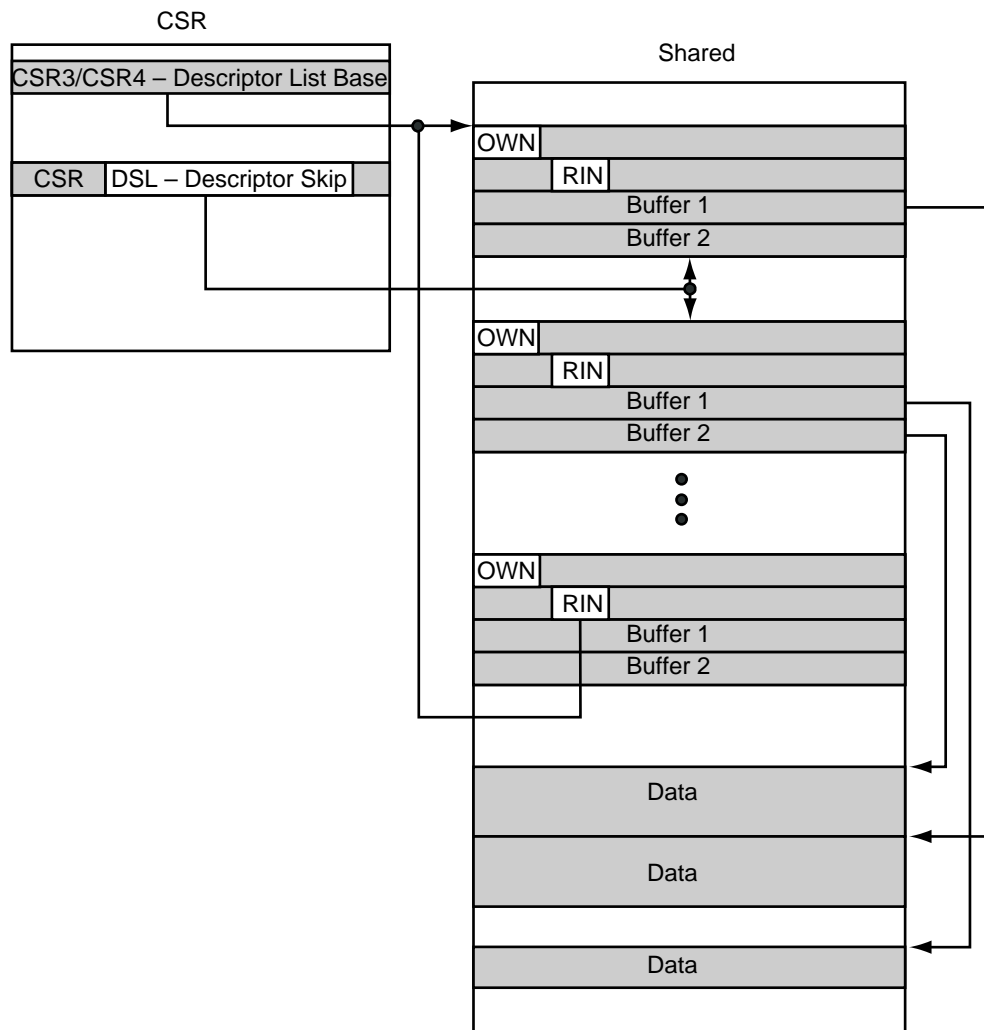 CSR
CSR3/CSR4 – Descriptor List Base
CSR DSL – Descriptor Skip
Shared
OWN
RIN
Buffer 1
Buffer 2
OWN
RIN
Buffer 1
Buffer 2
OWN
RIN
Buffer 1
Buffer 2
Data
Data
Data